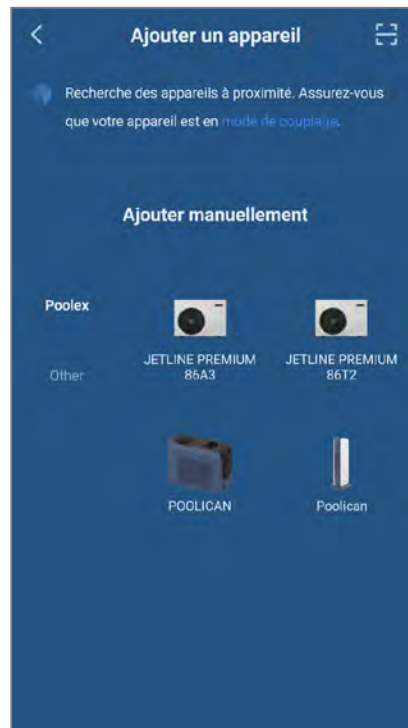 Ajouter un appareil
Recherche des appareils à proximité. Assurez-vous
que votre appareil est en mode de couplage.
Ajouter manuellement
Poolex
JETLINE PREMIUM
86A3
JETLINE PREMIUM
86T2
Other
POOLICAN
Poolican